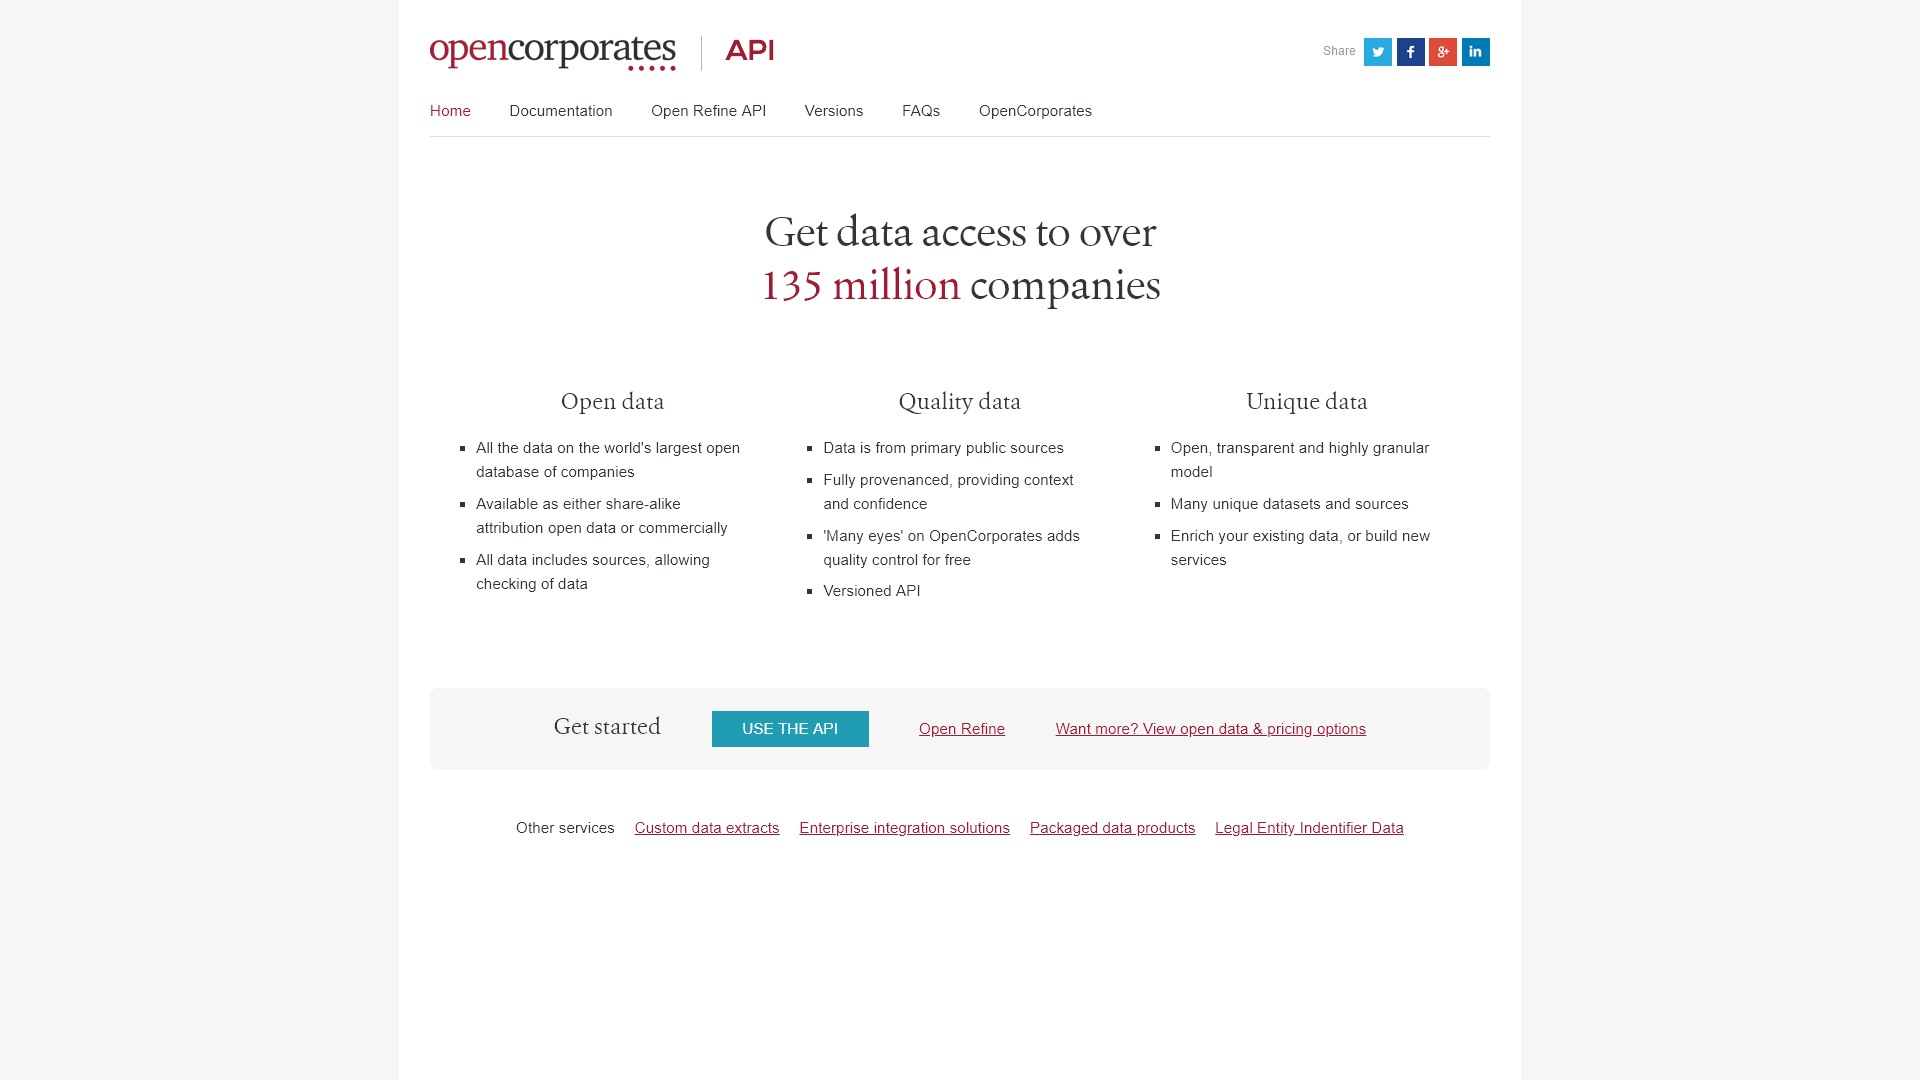 opencorporates API
Share
Home Documentation Open Refine API Versions FAQs OpenCorporates
Get data access to over
135 million companies
Open data
All the data on the world's largest open
database of companies
Available as either share-alike
attribution open data or commercially
All data includes sources, allowing
checking of data
Quality data
Data is from primary public sources
Fully provenanced, providing context
and confidence
'Many eyes' on OpenCorporates adds
quality control for free
Versioned API
Unique data
Open, transparent and highly granular
model
Many unique datasets and sources
Enrich your existing data, or build new
services
Get started USE THE API Open Refine Want more? View open data & pricing options
Other services Custom data extracts Enterprise integration solutions Packaged data products Legal Entity Indentifier Data